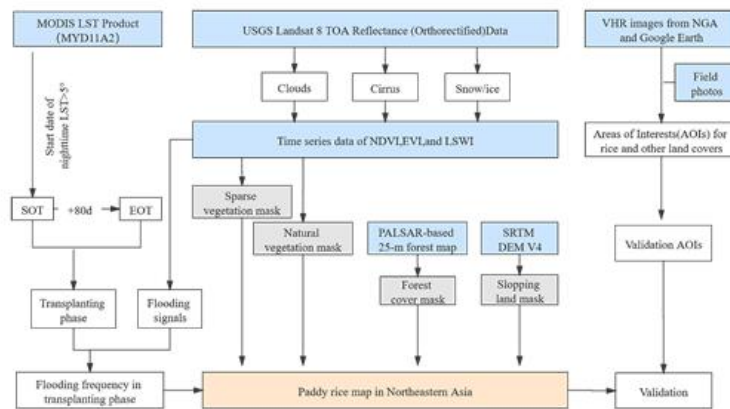 MODIS LST Product
(MYD11A2)
USGS Landsat 8 TOA Reflectance (Orthorectified)Data
VHR images from NGA
and Google Earth
Clouds
Cirrus
Snow/ice
Field
photos
Start date of
nighttime LST>5°
Time series data of NDVI,EVI,and LSWI
Areas of Interests(AOIs) for
rice and other land covers
SOT
+80d
EOT
Sparse
vegetation mask
Natural
vegetation mask
PALSAR-based
25-m forest map
SRTM
DEM V4
Validation AOIs
Transplanting
phase
Flooding
signals
Forest
cover mask
Slopping
land mask
Flooding frequency in
transplanting phase
Paddy rice map in Northeastern Asia
Validation